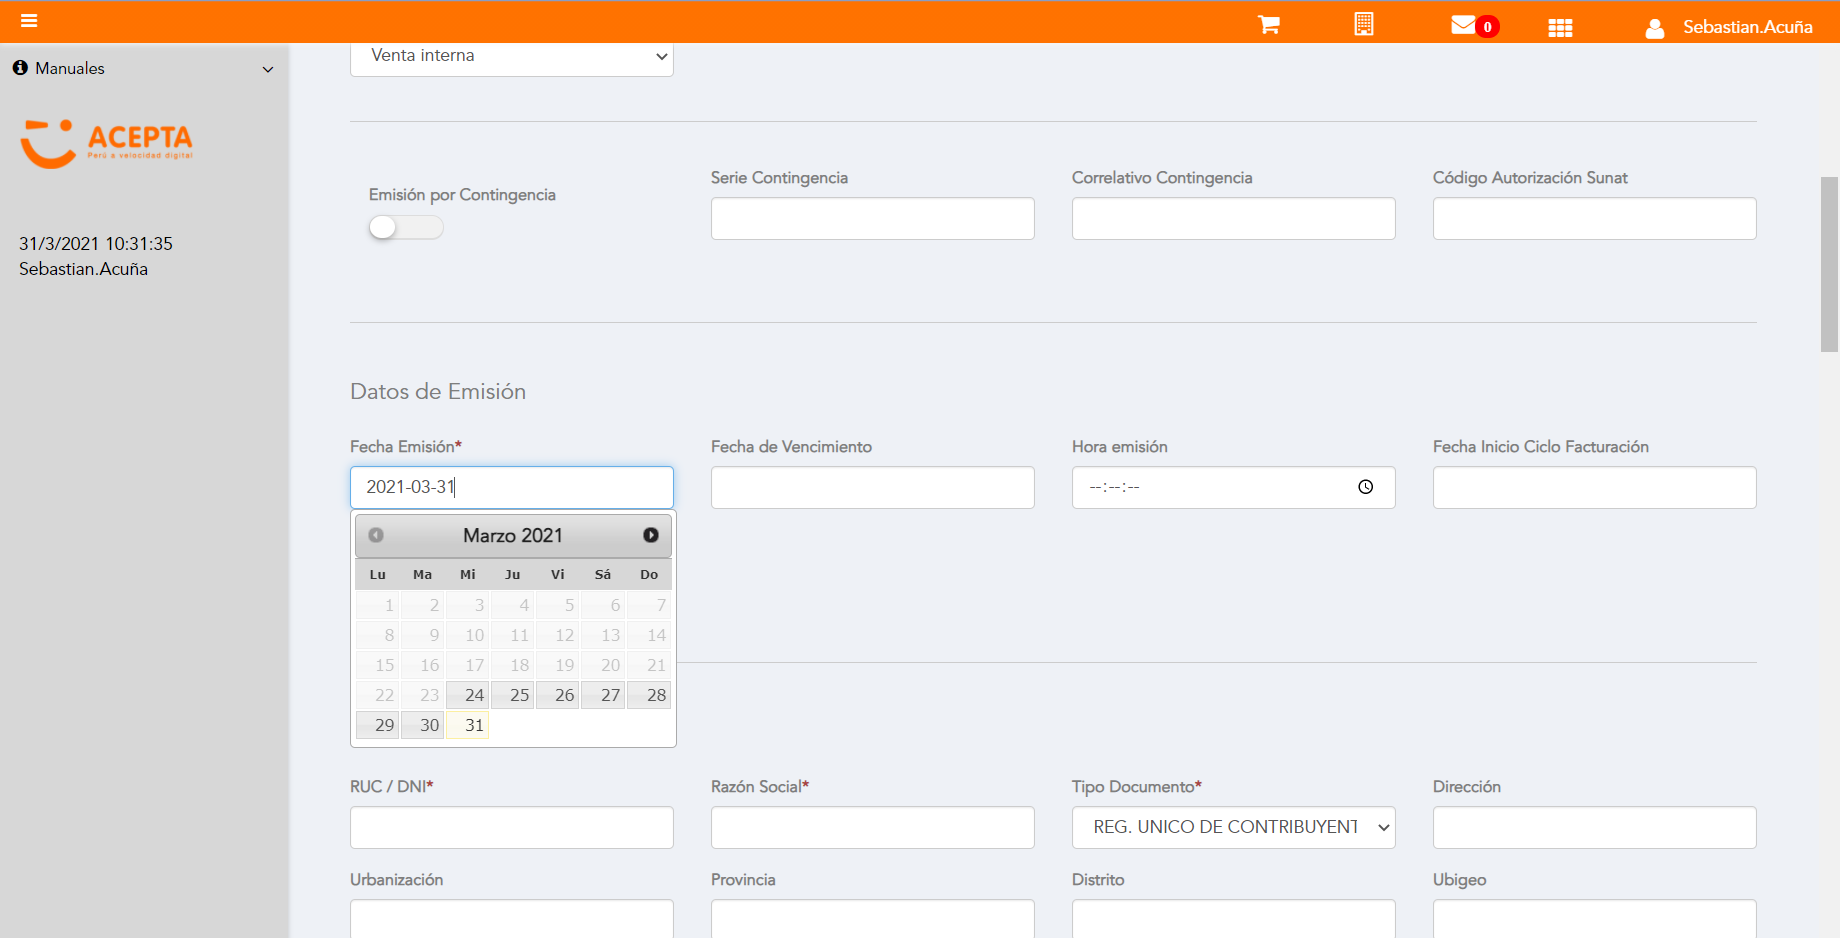 0
Sebastian.Acuña
Manuales
ACEPTA
Perú a velocidad digital
31/3/2021 10:31:35
Sebastian.Acuña
Venta interna
Emisión por Contingencia
Serie Contingencia
Correlativo Contingencia
Código Autorización Sunat
Datos de Emisión
Fecha Emisión*
Fecha de Vencimiento
Hora emisión
Fecha Inicio Ciclo Facturación
2021-03-31
--:--:--
Marzo 2021
Lu Ma Mi Ju Vi Sá Do
1 2 3 4 5 6 7
8 9 10 11 12 13 14
15 16 17 18 19 20 21
22 23 24 25 26 27 28
29 30 31
RUC / DNI*
Razón Social*
Tipo Documento*
Dirección
REG. UNICO DE CONTRIBUYENT
Urbanización
Provincia
Distrito
Ubigeo